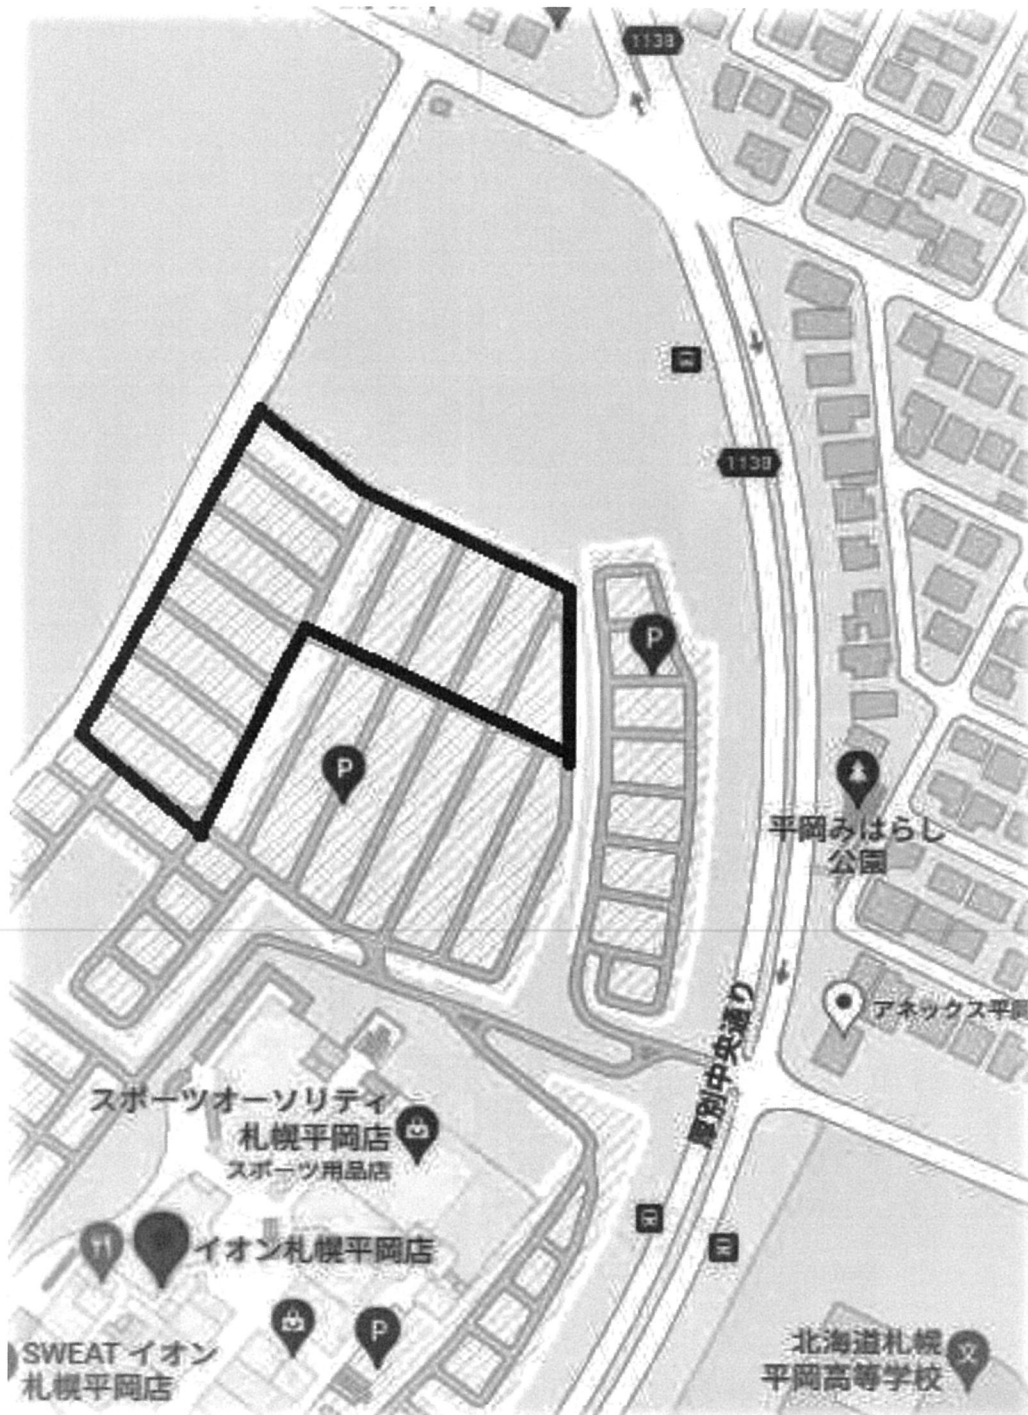 1138
1138
P
P
平岡みはらし
公園
アネックス平岡
厚別中央通り
スポーツオーソリティ
札幌平岡店
スポーツ用品店
イオン札幌平岡店
P
SWEAT イオン
札幌平岡店
北海道札幌
平岡高等学校
文